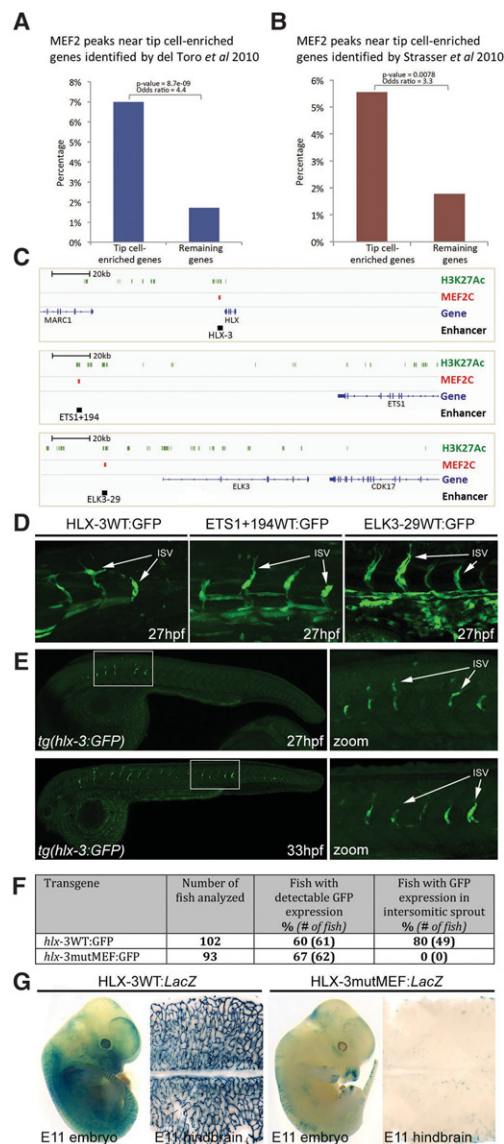 A
MEF2 peaks near tip cell-enriched
genes identified by del Toro et al 2010
p-value = 8.7e-09
Odds ratio = 4.4
8%
7%
6%
5%
4%
3%
2%
1%
0%
Percentage
Tip cell-
enriched genes
Remaining
genes
B
MEF2 peaks near tip cell-enriched
genes identified by Strasser et al 2010
p-value = 0.0078
Odds ratio = 3.3
6%
5%
4%
3%
2%
1%
0%
Percentage
Tip cell-
enriched genes
Remaining
genes
C
20kb
H3K27Ac
MEF2C
Gene
Enhancer
MARC1
HLX
HLX-3
20kb
H3K27Ac
MEF2C
Gene
Enhancer
ETS1
ETS1+194
20kb
H3K27Ac
MEF2C
Gene
Enhancer
ELK3
CDK17
ELK3-29
D
HLX-3WT:GFP
ETS1+194WT:GFP
ELK3-29WT:GFP
ISV
ISV
ISV
27hpf
27hpf
27hpf
E
tg(hlx-3:GFP)
27hpf
ISV
zoom
tg(hlx-3:GFP)
33hpf
ISV
zoom
F
Transgene
Number of fish analyzed
Fish with detectable GFP expression % (# of fish)
Fish with GFP expression in intersomitic sprout % (# of fish)
hlx-3WT:GFP 102 60 (61) 80 (49)
hlx-3mutMEF:GFP 93 67 (62) 0 (0)
G
HLX-3WT:LacZ
HLX-3mutMEF:LacZ
E11 embryo
E11 hindbrain
E11 embryo
E11 hindbrain